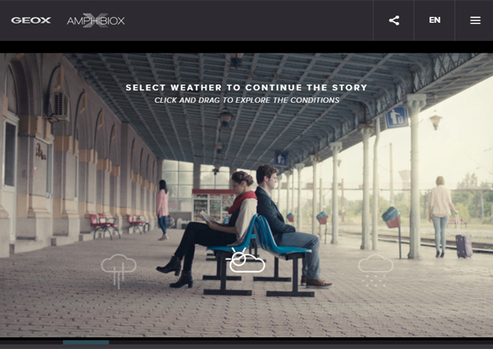 GEOX
AMPHIBIOX
EN
SELECT WEATHER TO CONTINUE THE STORY
CLICK AND DRAG TO EXPLORE THE CONDITIONS